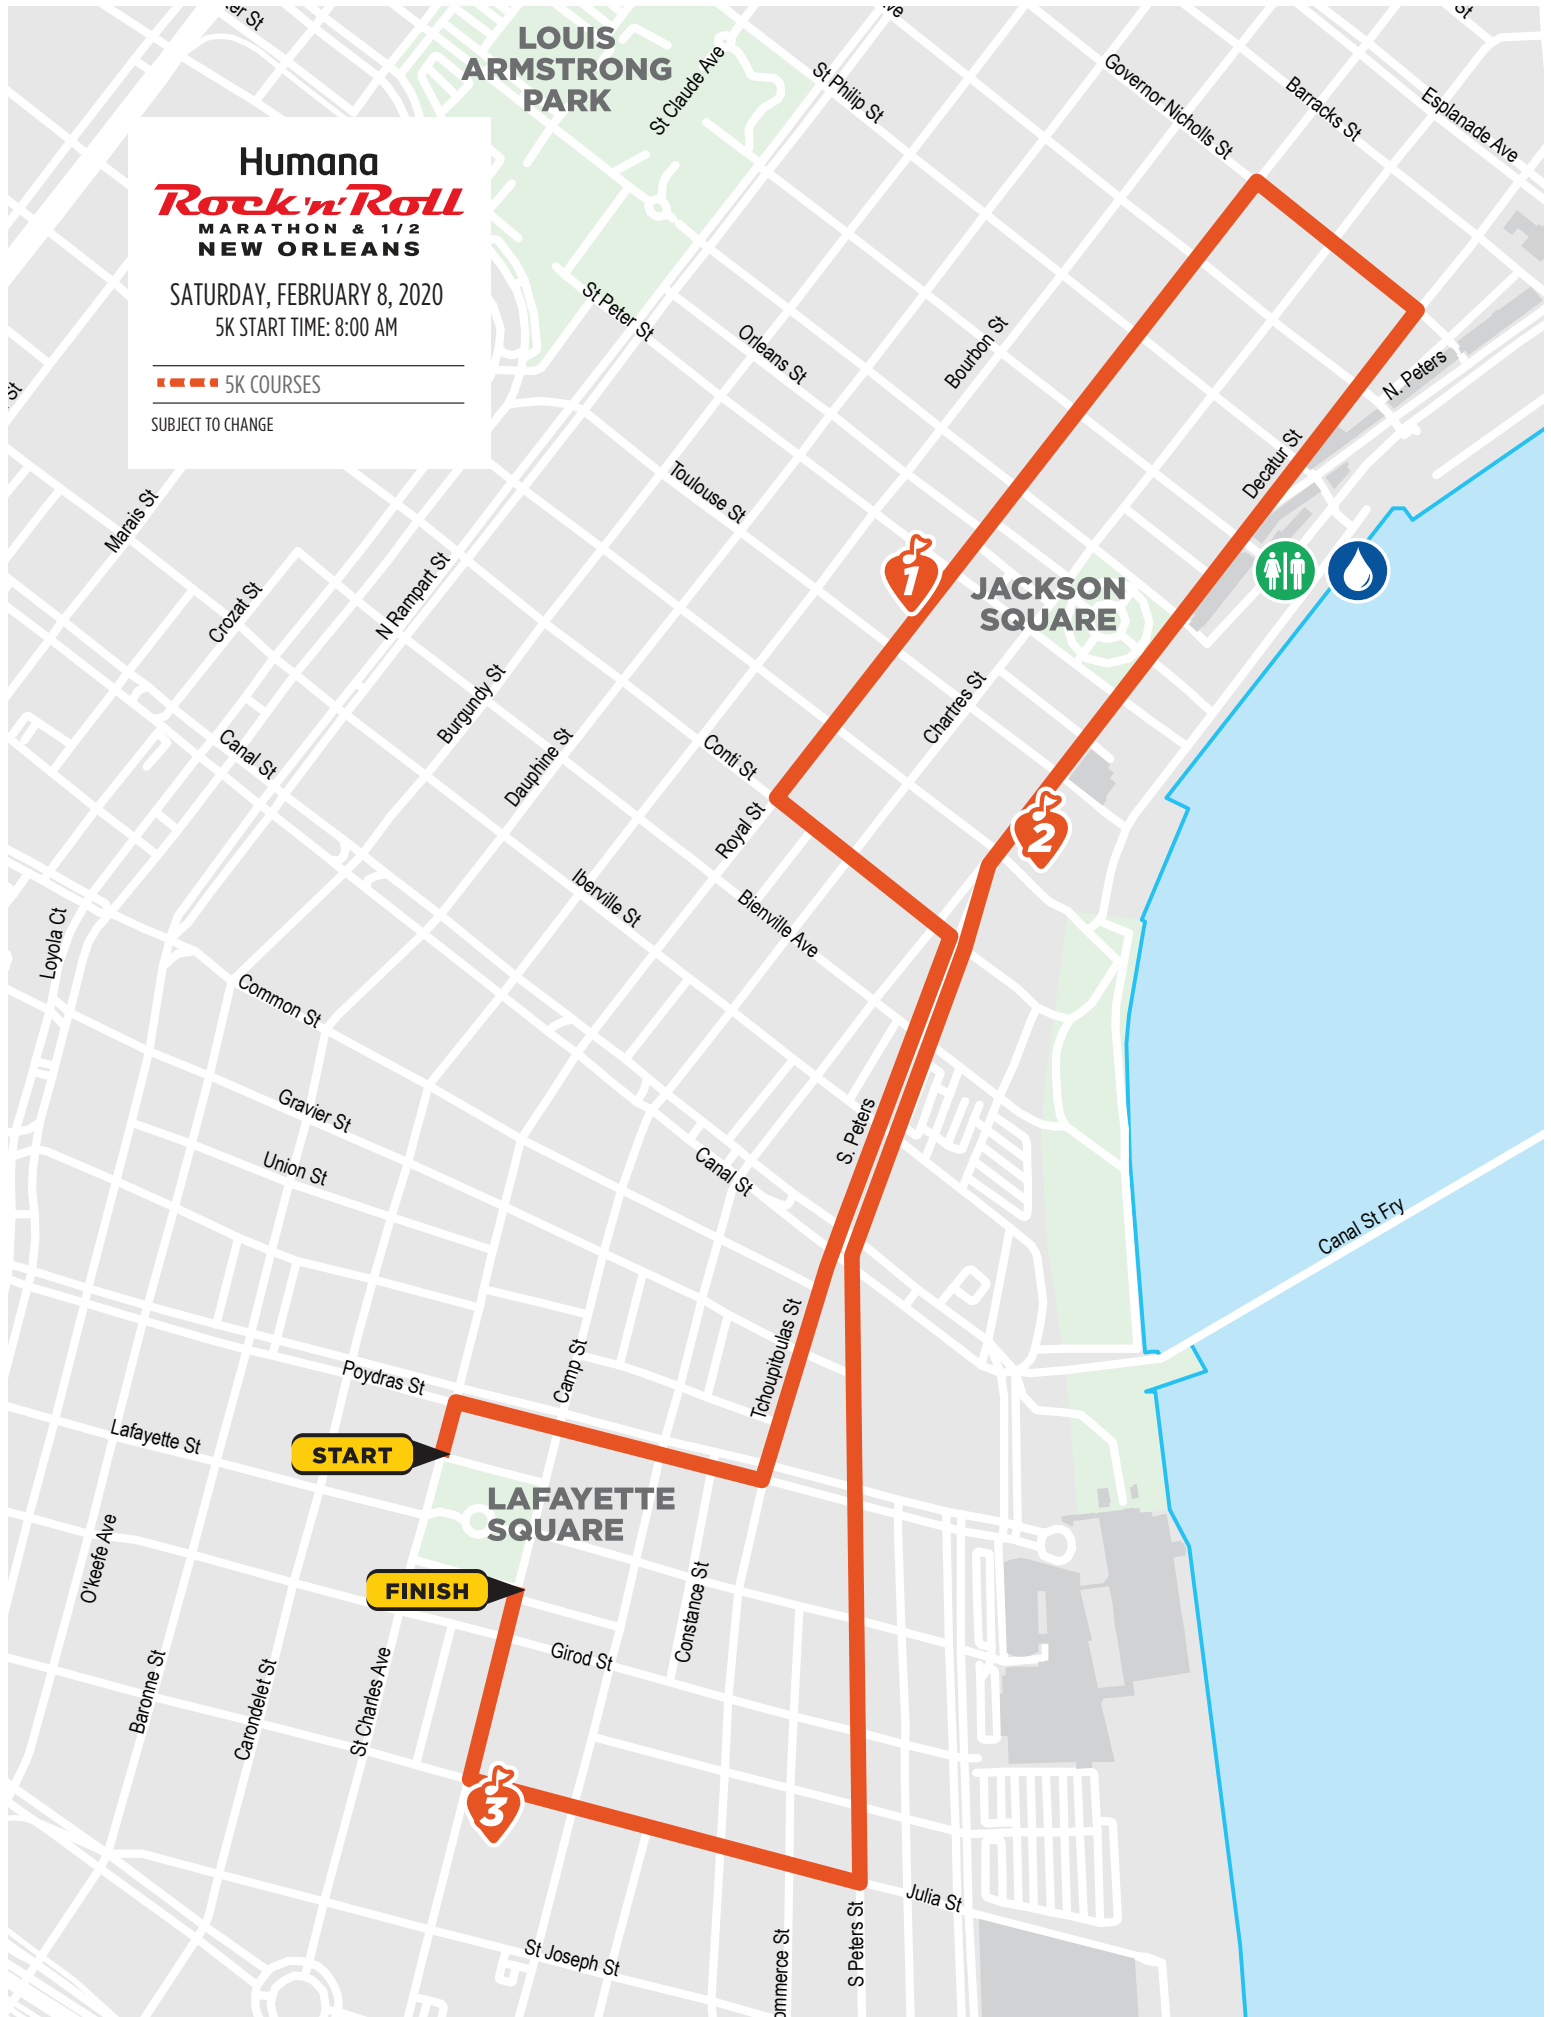 LOUIS
ARMSTRONG
PARK
St Claude Ave
St Philip St
Governor Nicholls St
Barracks St
Esplanade Ave
St
Humana
Rock 'n' Roll
MARATHON & 1/2
NEW ORLEANS
SATURDAY, FEBRUARY 8, 2020
5K START TIME: 8:00 AM
5K COURSES
SUBJECT TO CHANGE
St Peter St
Orleans St
Bourbon St
N. Peters
Decatur St
Toulouse St
Marais St
Crozat St
N Rampart St
1
JACKSON
SQUARE
Burgundy St
Dauphine St
Canal St
Conti St
Chartres St
Royal St
2
Iberville St
Bienville Ave
Loyola Ct
Common St
Gravier St
Union St
S. Peters
Canal St
Canal St Fry
Tchoupitoulas St
Camp St
Poydras St
Lafayette St
START
LAFAYETTE
SQUARE
FINISH
O'keefe Ave
Constance St
Girod St
Baronne St
Carondelet St
St Charles Ave
3
Julia St
St Joseph St
S Peters St
ommerce St